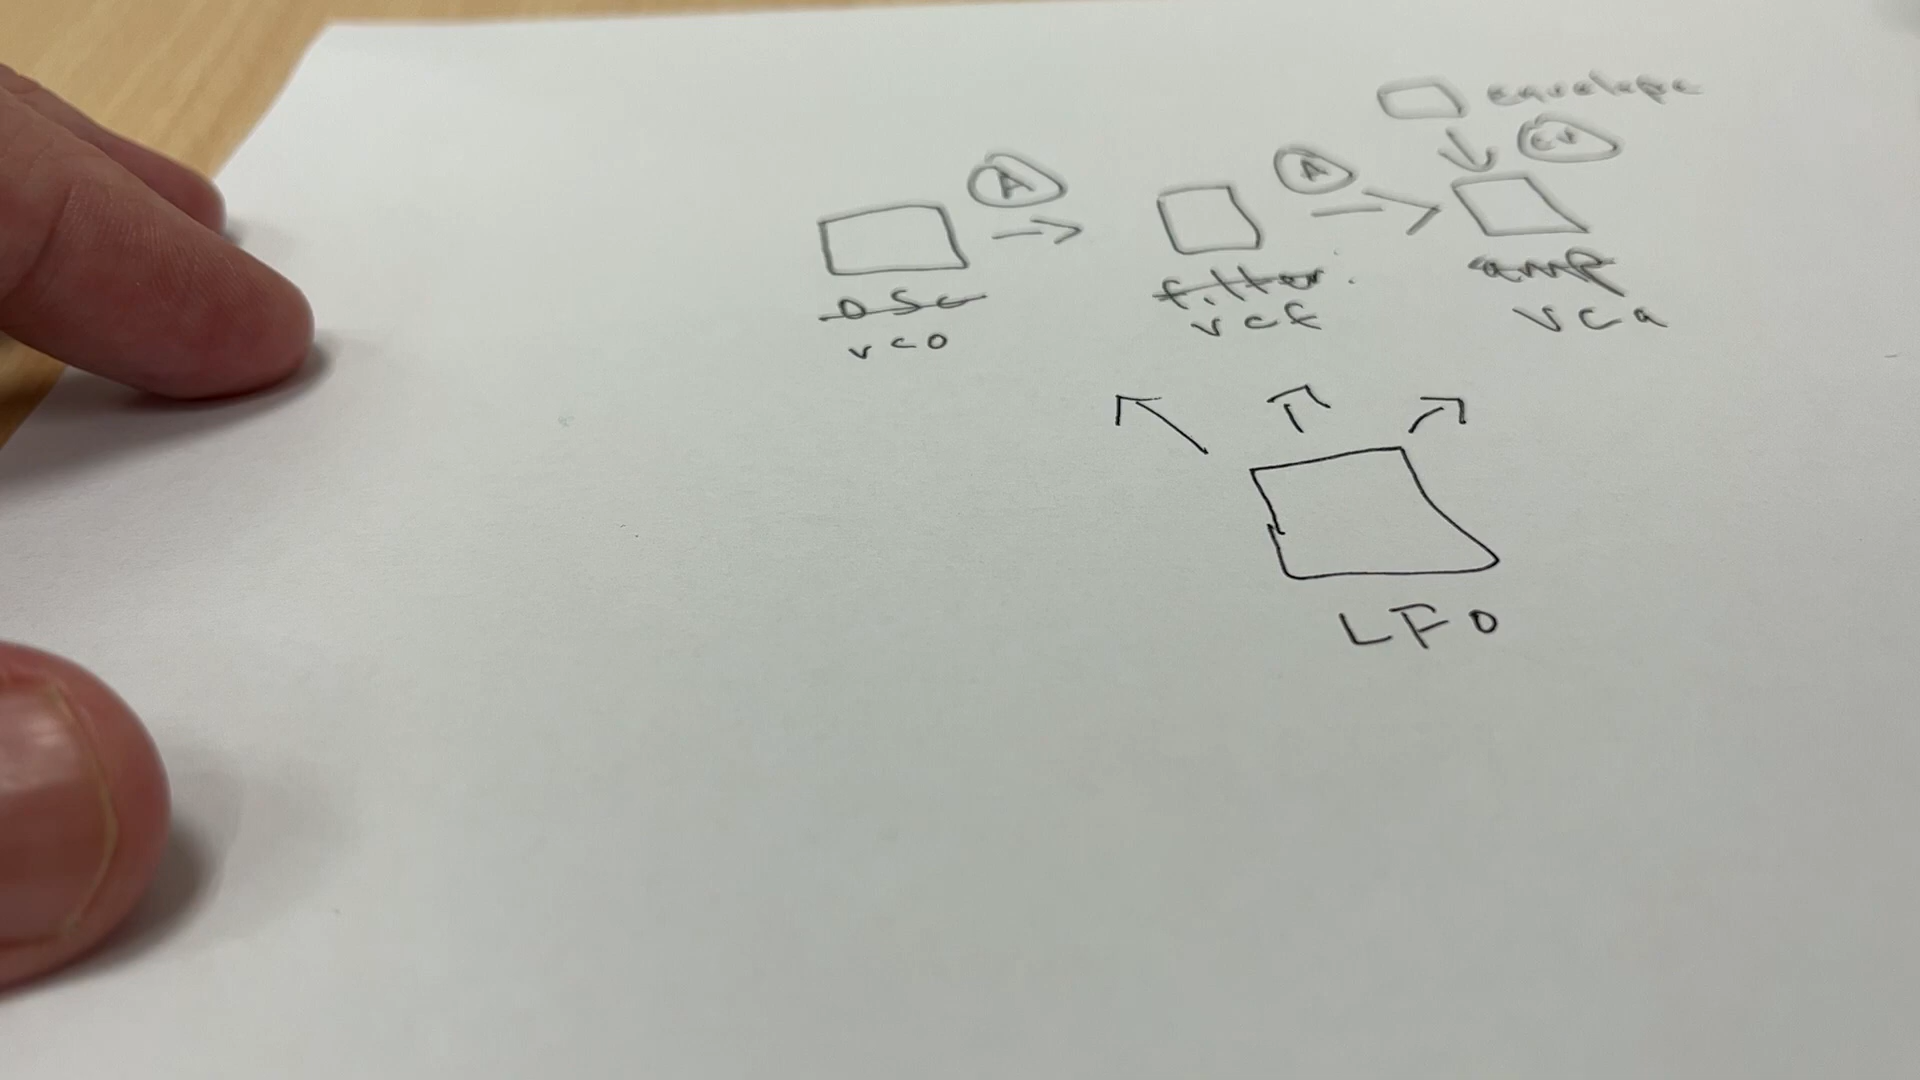 envelope
CV
A
A
osc
filter
amp
vco
vcf
vca
LFO